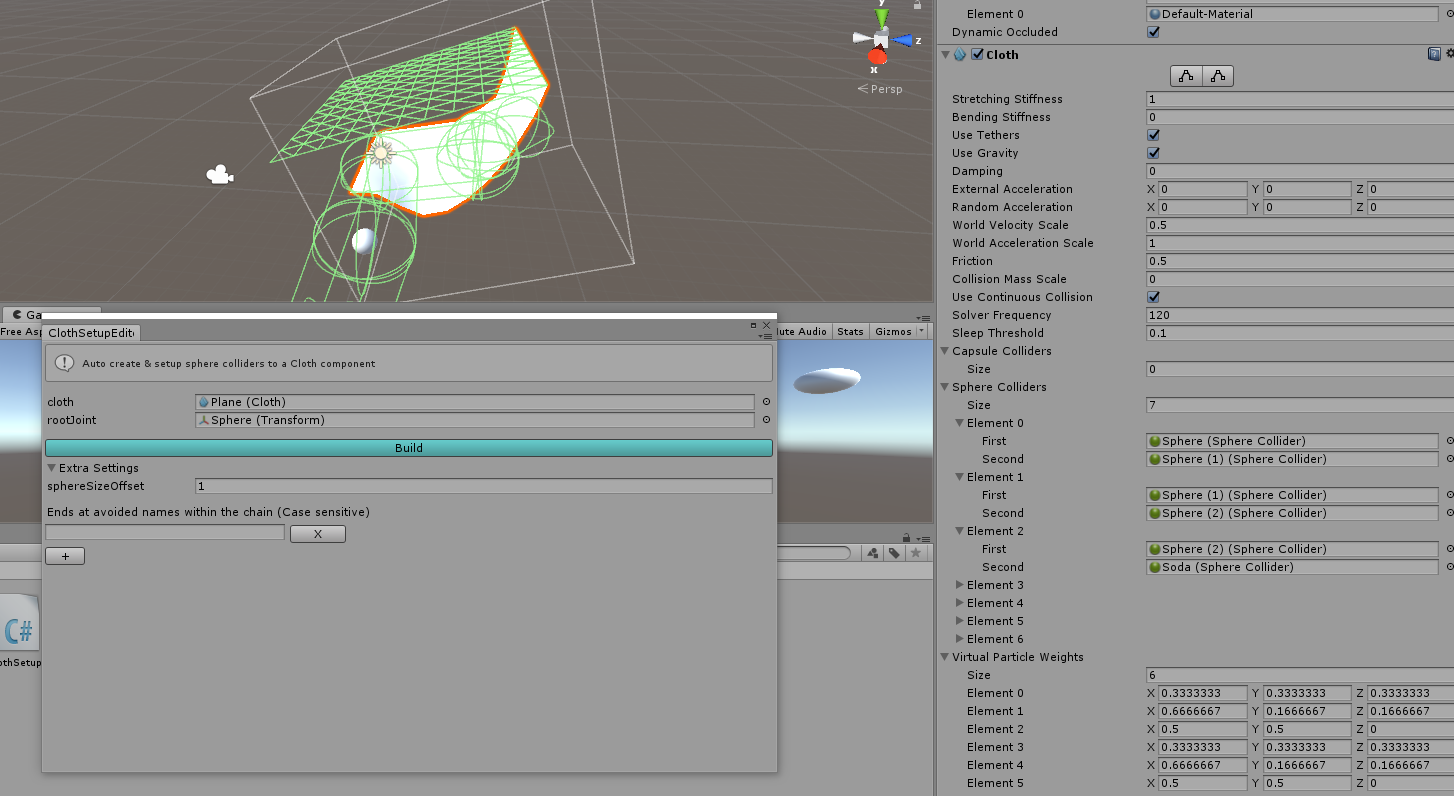 y
z
x
Persp
Ga
Free As
Mute Audio Stats Gizmos
ClothSetupEdit
Auto create & setup sphere colliders to a Cloth component
cloth Plane (Cloth)
rootJoint Sphere (Transform)
Build
Extra Settings
sphereSizeOffset 1
Ends at avoided names within the chain (Case sensitive)
X
+
C#
othSetup
Element 0 Default-Material
Dynamic Occluded
Cloth
Stretching Stiffness 1
Bending Stiffness 0
Use Tethers
Use Gravity
Damping 0
External Acceleration X 0 Y 0 Z 0
Random Acceleration X 0 Y 0 Z 0
World Velocity Scale 0.5
World Acceleration Scale 1
Friction 0.5
Collision Mass Scale 0
Use Continuous Collision
Solver Frequency 120
Sleep Threshold 0.1
Capsule Colliders
Size 0
Sphere Colliders
Size 7
Element 0
First Sphere (Sphere Collider)
Second Sphere (1) (Sphere Collider)
Element 1
First Sphere (1) (Sphere Collider)
Second Sphere (2) (Sphere Collider)
Element 2
First Sphere (2) (Sphere Collider)
Second Soda (Sphere Collider)
Element 3
Element 4
Element 5
Element 6
Virtual Particle Weights
Size 6
Element 0 X 0.3333333 Y 0.3333333 Z 0.3333333
Element 1 X 0.6666667 Y 0.1666667 Z 0.1666667
Element 2 X 0.5 Y 0.5 Z 0
Element 3 X 0.3333333 Y 0.3333333 Z 0.3333333
Element 4 X 0.6666667 Y 0.1666667 Z 0.1666667
Element 5 X 0.5 Y 0.5 Z 0